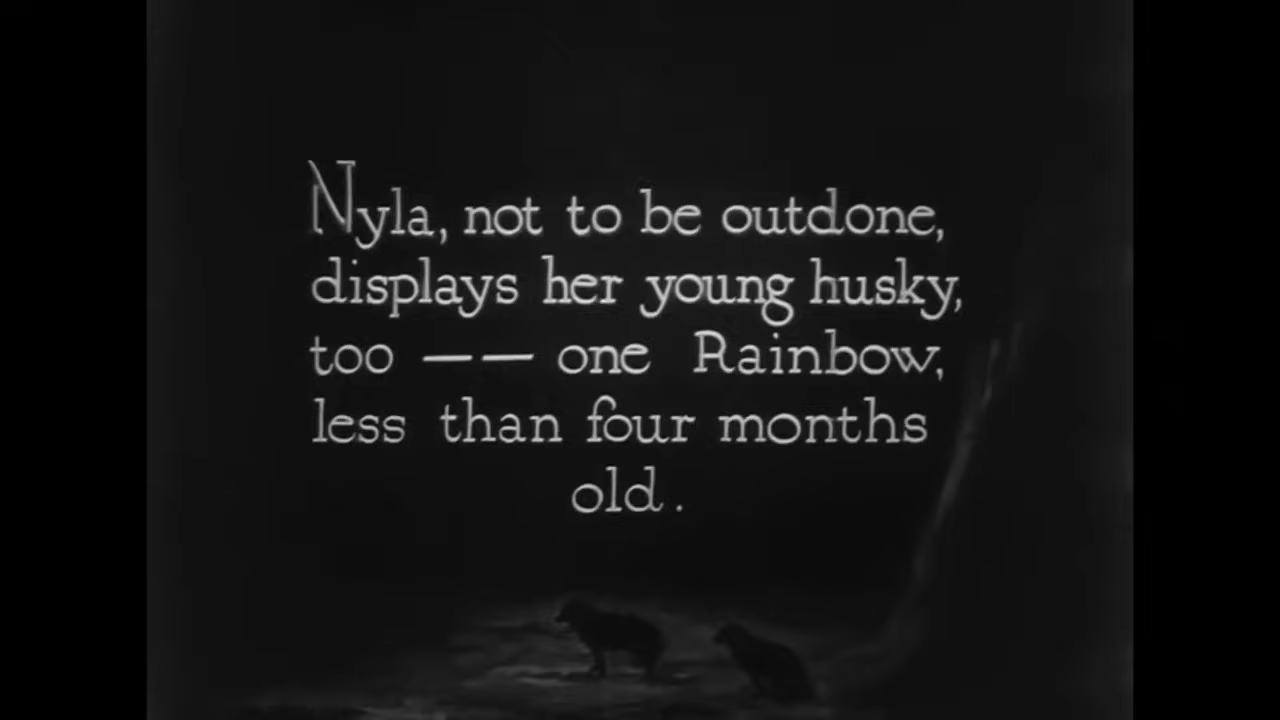 Nyla, not to be outdone,
displays her young husky,
too —— one Rainbow,
less than four months
old.